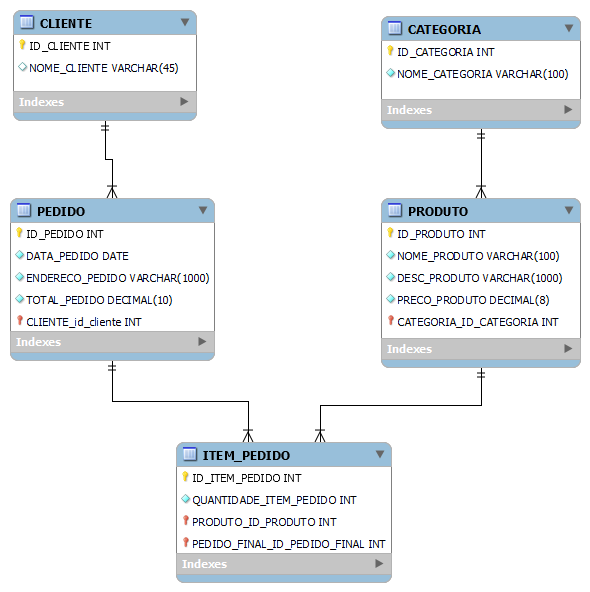 CLIENTE
ID_CLIENTE INT
NOME_CLIENTE VARCHAR(45)
Indexes
CATEGORIA
ID_CATEGORIA INT
NOME_CATEGORIA VARCHAR(100)
Indexes
PEDIDO
ID_PEDIDO INT
DATA_PEDIDO DATE
ENDERECO_PEDIDO VARCHAR(1000)
TOTAL_PEDIDO DECIMAL(10)
CLIENTE_id_cliente INT
Indexes
PRODUTO
ID_PRODUTO INT
NOME_PRODUTO VARCHAR(100)
DESC_PRODUTO VARCHAR(1000)
PRECO_PRODUTO DECIMAL(8)
CATEGORIA_ID_CATEGORIA INT
Indexes
ITEM_PEDIDO
ID_ITEM_PEDIDO INT
QUANTIDADE_ITEM_PEDIDO INT
PRODUTO_ID_PRODUTO INT
PEDIDO_FINAL_ID_PEDIDO_FINAL INT
Indexes